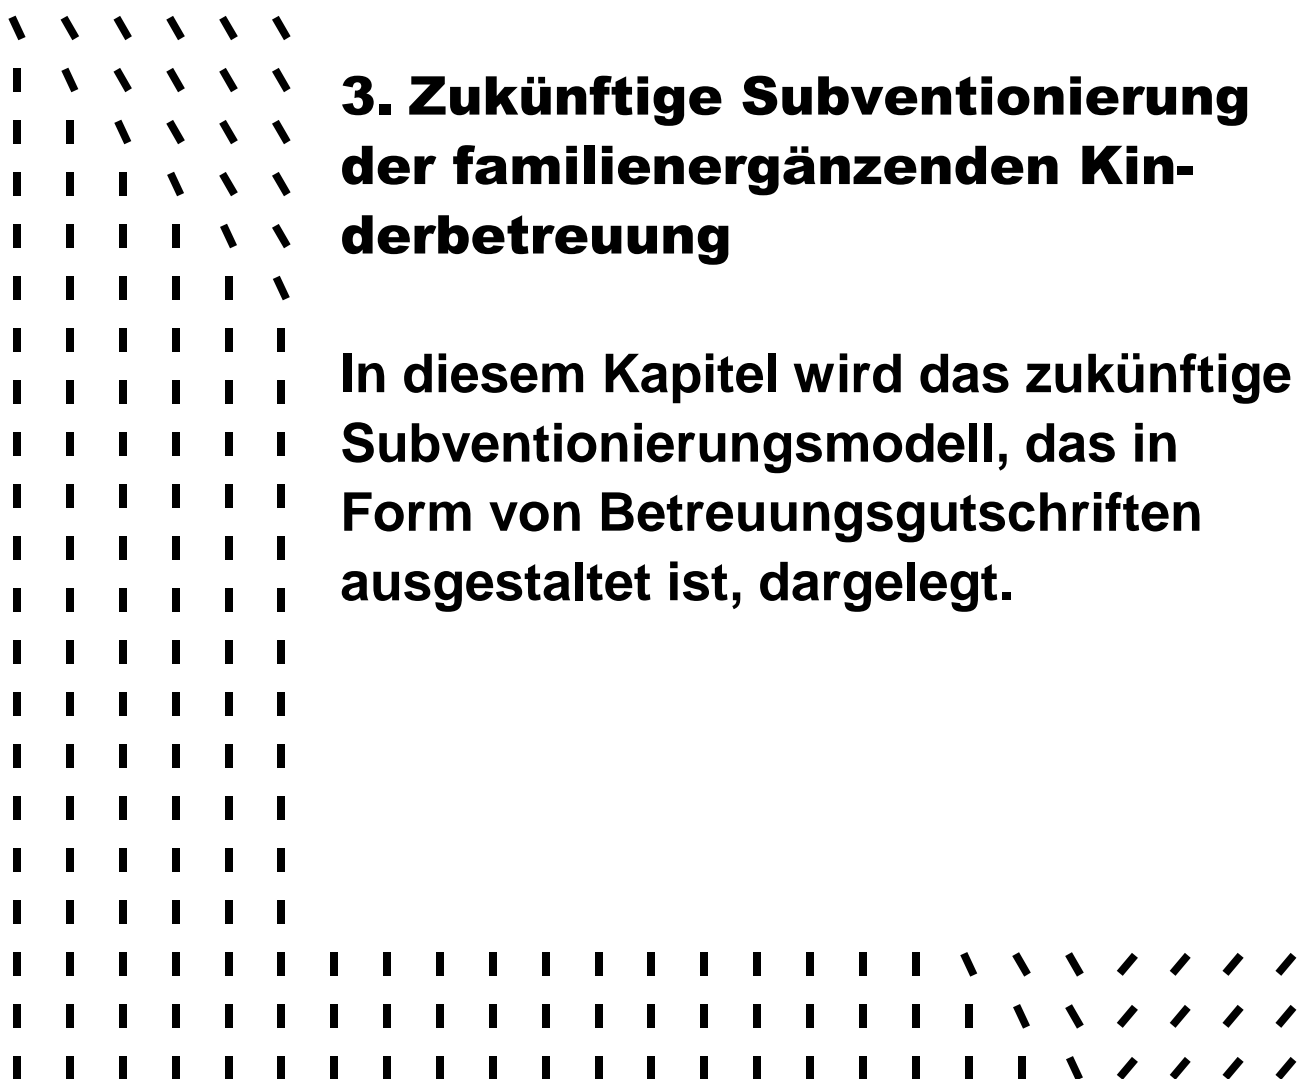 3. Zukünftige Subventionierung
der familienergänzenden Kin-
derbetreuung
In diesem Kapitel wird das zukünftige
Subventionierungsmodell, das in
Form von Betreuungsgutschriften
ausgestaltet ist, dargelegt.